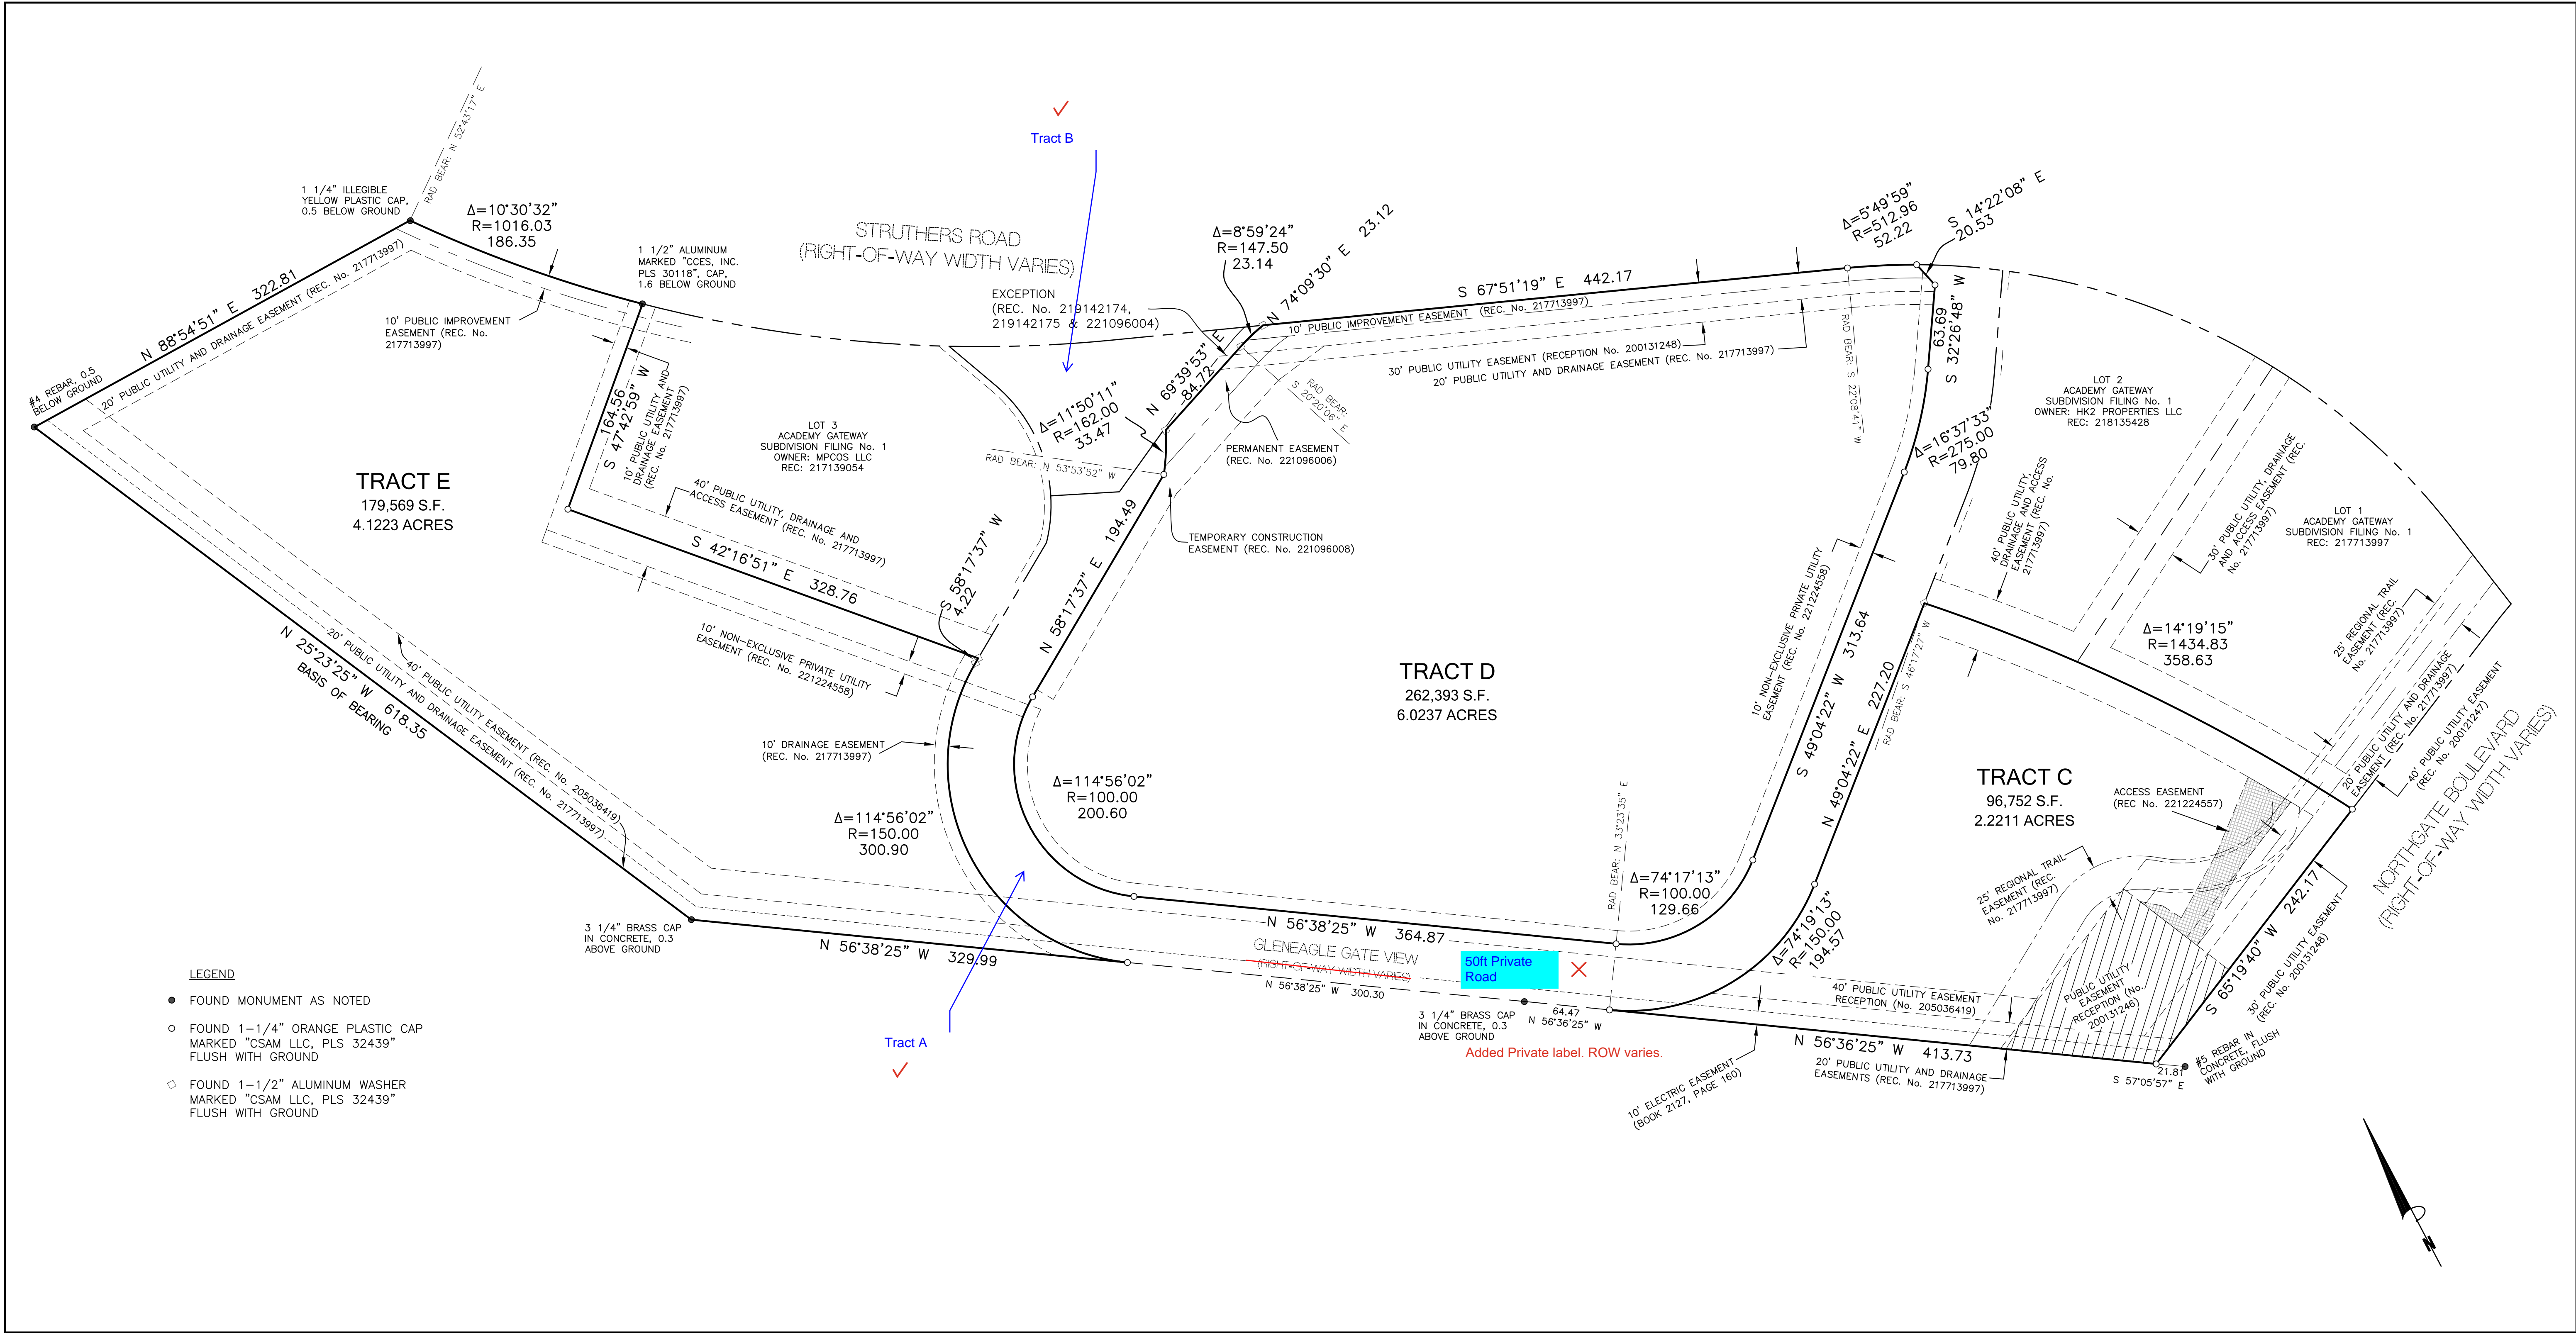 RAD BEAR: N 52°43'17" E
1 1/4" ILLEGIBLE
YELLOW PLASTIC CAP,
0.5 BELOW GROUND
Δ=10°30'32"
R=1016.03
186.35
1 1/2" ALUMINUM
MARKED "CCES, INC.
PLS 30118", CAP,
1.6 BELOW GROUND
STRUTHERS ROAD
(RIGHT-OF-WAY WIDTH VARIES)
Tract B
EXCEPTION
(REC. No. 219142174,
219142175 & 221096004)
Δ=8°59'24"
R=147.50
23.14
N 74°09'30" E 23.12
S 67°51'19" E 442.17
10' PUBLIC IMPROVEMENT EASEMENT (REC. No. 217713997)
30' PUBLIC UTILITY EASEMENT (RECEPTION No. 200131248)
20' PUBLIC UTILITY AND DRAINAGE EASEMENT (REC. No. 217713997)
Δ=5°49'59"
R=512.96
52.22
S 14°22'08" E
20.53
63.69
S 32°26'48" W
RAD BEAR: S 22°08'41" W
N 88°54'51" E 322.81
20' PUBLIC UTILITY AND DRAINAGE EASEMENT (REC. No. 217713997)
#4 REBAR, 0.5
BELOW GROUND
10' PUBLIC IMPROVEMENT
EASEMENT (REC. No.
217713997)
164.56
S 47°42'59" W
10' PUBLIC UTILITY AND
DRAINAGE EASEMENT
(REC. No. 217713997)
TRACT E
179,569 S.F.
4.1223 ACRES
LOT 3
ACADEMY GATEWAY
SUBDIVISION FILING No. 1
OWNER: MPCOS LLC
REC: 217139054
40' PUBLIC UTILITY, DRAINAGE AND
ACCESS EASEMENT (REC. No. 217713997)
S 42°16'51" E 328.76
10' NON-EXCLUSIVE PRIVATE UTILITY
EASEMENT (REC. No. 221224558)
S 58°17'37" W
4.22
Δ=11°50'11"
R=162.00
33.47
N 69°39'53" E
84.72
RAD BEAR: N 53°53'52" W
RAD BEAR:
S 20°20'06" E
PERMANENT EASEMENT
(REC. No. 221096006)
TEMPORARY CONSTRUCTION
EASEMENT (REC. No. 221096008)
N 58°17'37" E 194.49
TRACT D
262,393 S.F.
6.0237 ACRES
Δ=16°37'33"
R=275.00
79.80
10' NON-EXCLUSIVE PRIVATE UTILITY
EASEMENT (REC. No. 221224558)
S 49°04'22" W 313.64
N 49°04'22" E 227.20
RAD BEAR: S 46°17'27" W
LOT 2
ACADEMY GATEWAY
SUBDIVISION FILING No. 1
OWNER: HK2 PROPERTIES LLC
REC: 218135428
40' PUBLIC UTILITY,
DRAINAGE AND ACCESS
EASEMENT (REC. No.
217713997)
30' PUBLIC UTILITY, DRAINAGE
AND ACCESS EASEMENT (REC.
No. 217713997)
LOT 1
ACADEMY GATEWAY
SUBDIVISION FILING No. 1
REC: 217713997
25' REGIONAL TRAIL
EASEMENT (REC.
No. 217713997)
Δ=14°19'15"
R=1434.83
358.63
20' PUBLIC UTILITY AND DRAINAGE
EASEMENT (REC. No. 217713997)
40' PUBLIC UTILITY EASEMENT
(REC. No. 200121247)
NORTHGATE BOULEVARD
(RIGHT-OF-WAY WIDTH VARIES)
TRACT C
96,752 S.F.
2.2211 ACRES
ACCESS EASEMENT
(REC No. 221224557)
25' REGIONAL TRAIL
EASEMENT (REC.
No. 217713997)
PUBLIC UTILITY
EASEMENT
RECEPTION (No.
200131246)
S 65°19'40" W 242.17
30' PUBLIC UTILITY EASEMENT
(REC. No. 200131248)
#5 REBAR IN
CONCRETE, FLUSH
WITH GROUND
21.81
S 57°05'57" E
N 25°23'25" W 618.35
BASIS OF BEARING
40' PUBLIC UTILITY EASEMENT (REC. No. 205036419)
20' PUBLIC UTILITY AND DRAINAGE EASEMENT (REC. No. 217713997)
10' DRAINAGE EASEMENT
(REC. No. 217713997)
Δ=114°56'02"
R=150.00
300.90
Δ=114°56'02"
R=100.00
200.60
3 1/4" BRASS CAP
IN CONCRETE, 0.3
ABOVE GROUND
N 56°38'25" W 329.99
N 56°38'25" W 364.87
GLENEAGLE GATE VIEW
(RIGHT-OF-WAY WIDTH VARIES)
N 56°38'25" W 300.30
50ft Private
Road
RAD BEAR: N 33°23'35" E
Δ=74°17'13"
R=100.00
129.66
Δ=74°19'13"
R=150.00
194.57
3 1/4" BRASS CAP
IN CONCRETE, 0.3
ABOVE GROUND
64.47
N 56°36'25" W
Added Private label. ROW varies.
40' PUBLIC UTILITY EASEMENT
RECEPTION (No. 205036419)
N 56°36'25" W 413.73
20' PUBLIC UTILITY AND DRAINAGE
EASEMENTS (REC. No. 217713997)
10' ELECTRIC EASEMENT
(BOOK 2127, PAGE 160)
Tract A
LEGEND
FOUND MONUMENT AS NOTED
FOUND 1-1/4" ORANGE PLASTIC CAP
MARKED "CSAM LLC, PLS 32439"
FLUSH WITH GROUND
FOUND 1-1/2" ALUMINUM WASHER
MARKED "CSAM LLC, PLS 32439"
FLUSH WITH GROUND
N